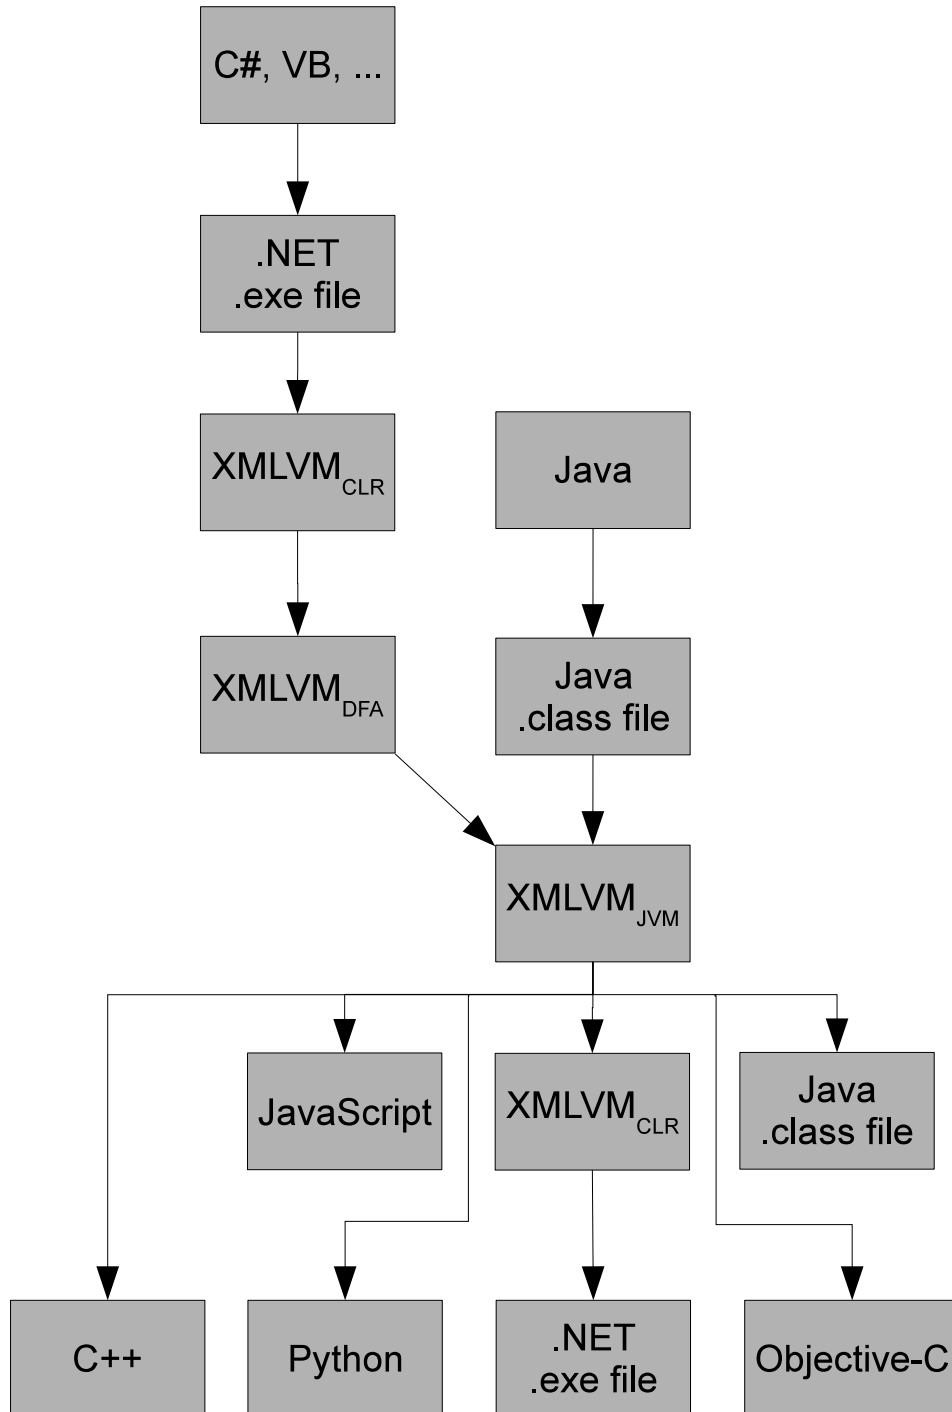 C#, VB, ...
.NET
.exe file
XMLVM CLR
Java
XMLVM DFA
Java
.class file
XMLVM JVM
JavaScript
XMLVM CLR
Java
.class file
C++
Python
.NET
.exe file
Objective-C